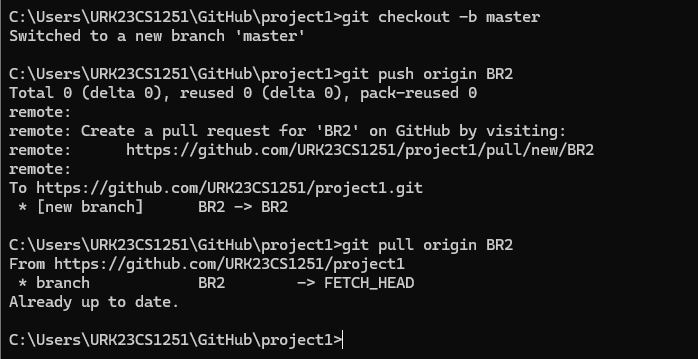 C:\Users\URK23CS1251\GitHub\project1>git checkout -b master
Switched to a new branch 'master'
C:\Users\URK23CS1251\GitHub\project1>git push origin BR2
Total 0 (delta 0), reused 0 (delta 0), pack-reused 0
remote:
remote: Create a pull request for 'BR2' on GitHub by visiting:
remote:      https://github.com/URK23CS1251/project1/pull/new/BR2
remote:
To https://github.com/URK23CS1251/project1.git
 * [new branch]      BR2 -> BR2
C:\Users\URK23CS1251\GitHub\project1>git pull origin BR2
From https://github.com/URK23CS1251/project1
 * branch            BR2        -> FETCH_HEAD
Already up to date.
C:\Users\URK23CS1251\GitHub\project1>